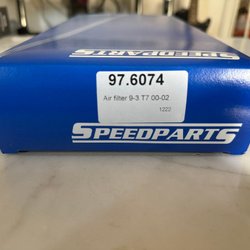 SPEEDPARTS
97.6074
Air filter 9-3 T7 00-02
1222
SPEEDPARTS